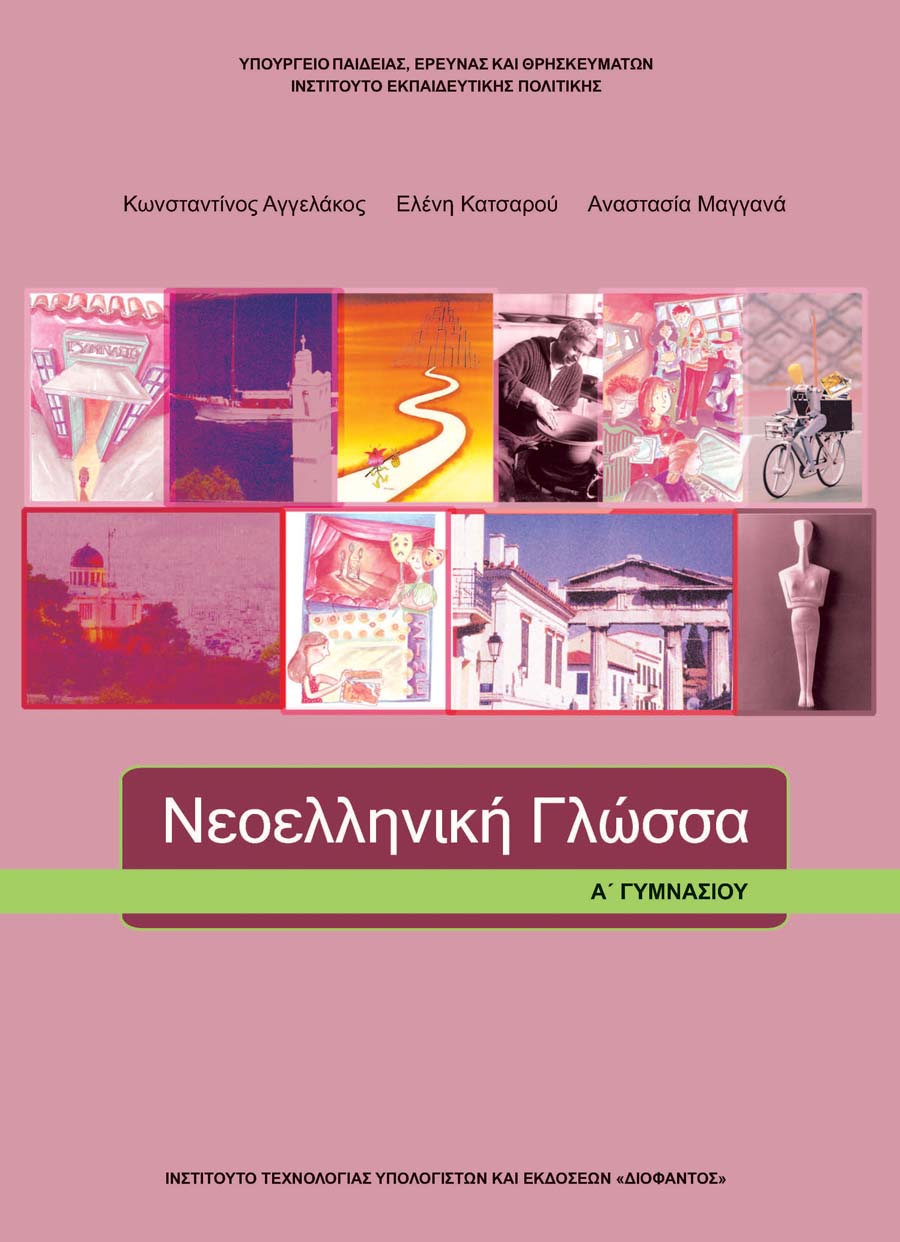 ΥΠΟΥΡΓΕΙΟ ΠΑΙΔΕΙΑΣ, ΕΡΕΥΝΑΣ ΚΑΙ ΘΡΗΣΚΕΥΜΑΤΩΝ
ΙΝΣΤΙΤΟΥΤΟ ΕΚΠΑΙΔΕΥΤΙΚΗΣ ΠΟΛΙΤΙΚΗΣ
Κωνσταντίνος Αγγελάκος Ελένη Κατσαρού Αναστασία Μαγγανά
ΓΥΜΝΑΣΙΟ
Νεοελληνική Γλώσσα
Α΄ ΓΥΜΝΑΣΙΟΥ
ΙΝΣΤΙΤΟΥΤΟ ΤΕΧΝΟΛΟΓΙΑΣ ΥΠΟΛΟΓΙΣΤΩΝ ΚΑΙ ΕΚΔΟΣΕΩΝ «ΔΙΟΦΑΝΤΟΣ»